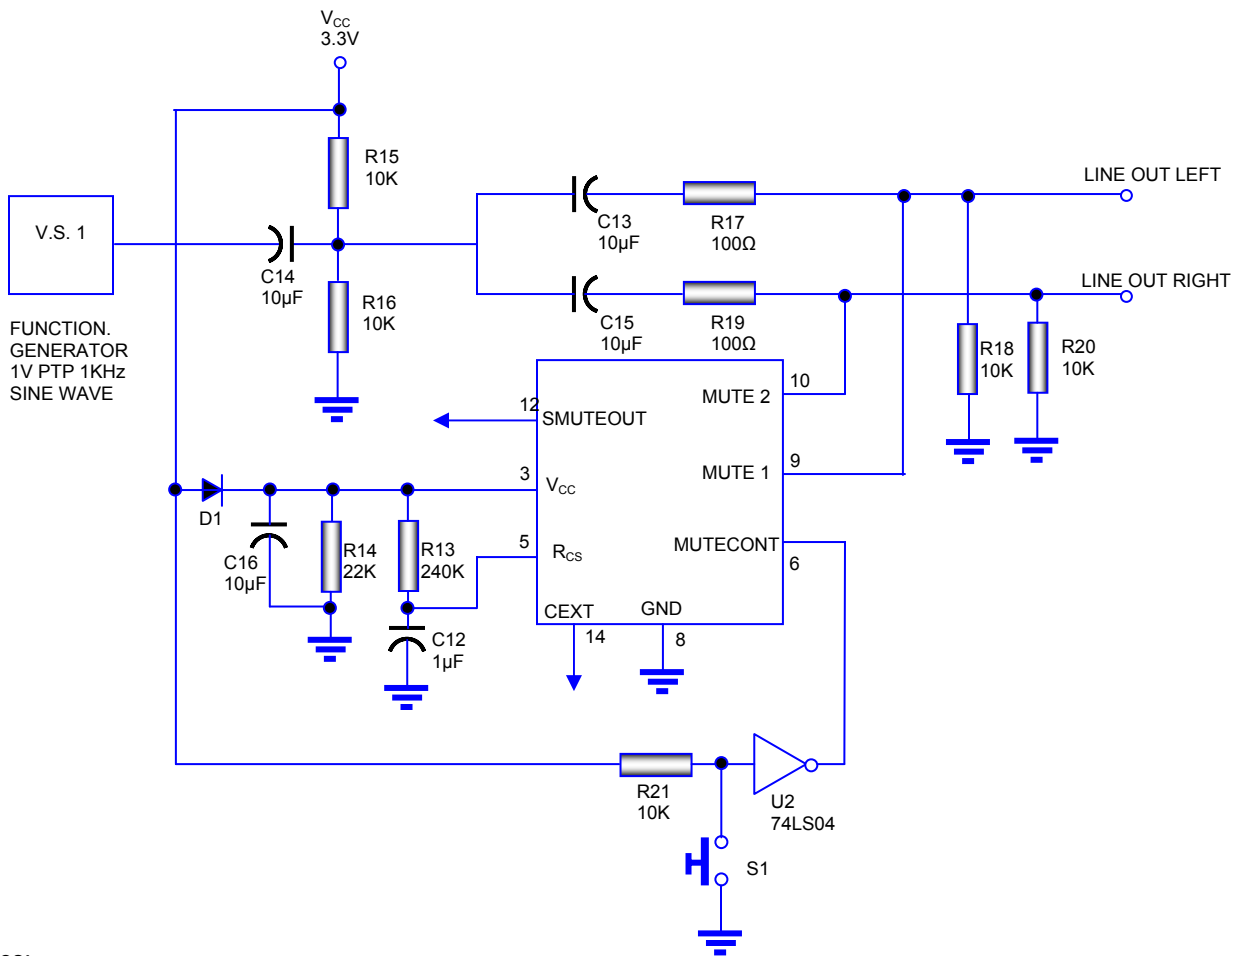 V_CC
3.3V
R15
10K
LINE OUT LEFT
V.S. 1
C13
10µF
R17
100Ω
C14
10µF
LINE OUT RIGHT
R16
10K
FUNCTION.
GENERATOR
1V PTP 1KHz
SINE WAVE
C15
10µF
R19
100Ω
R18
10K
R20
10K
10
MUTE 2
12
SMUTEOUT
9
MUTE 1
3
V_CC
D1
5
R_CS
MUTECONT
6
C16
10µF
R14
22K
R13
240K
CEXT
14
GND
8
C12
1µF
R21
10K
U2
74LS04
S1